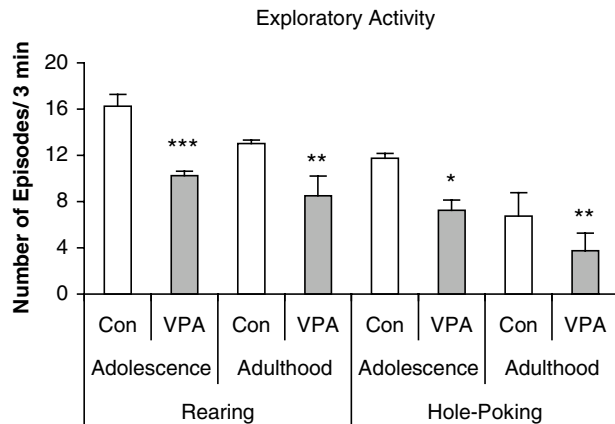 Exploratory Activity
Number of Episodes/ 3 min
20
16
12
8
4
0
***
**
*
**
Con VPA Con VPA Con VPA Con VPA
Adolescence Adulthood Adolescence Adulthood
Rearing Hole-Poking